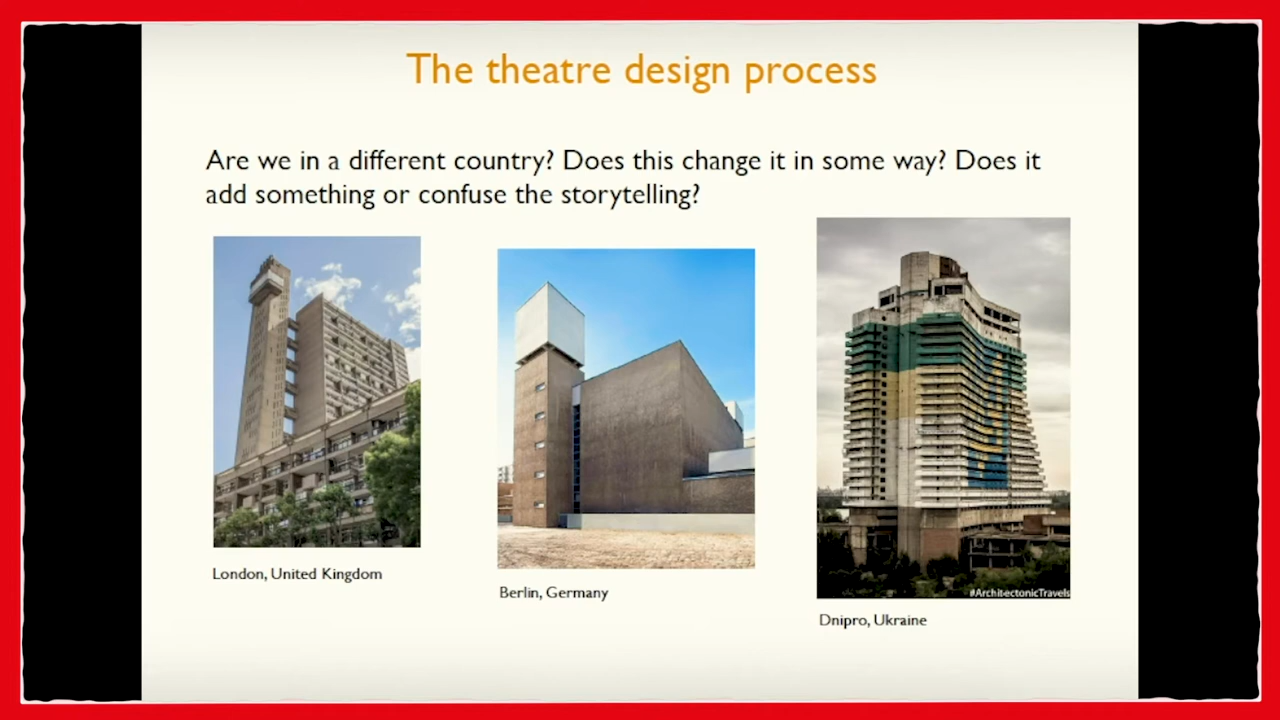 The theatre design process
Are we in a different country? Does this change it in some way? Does it
add something or confuse the storytelling?
#ArchitectonicTravels
London, United Kingdom
Berlin, Germany
Dnipro, Ukraine